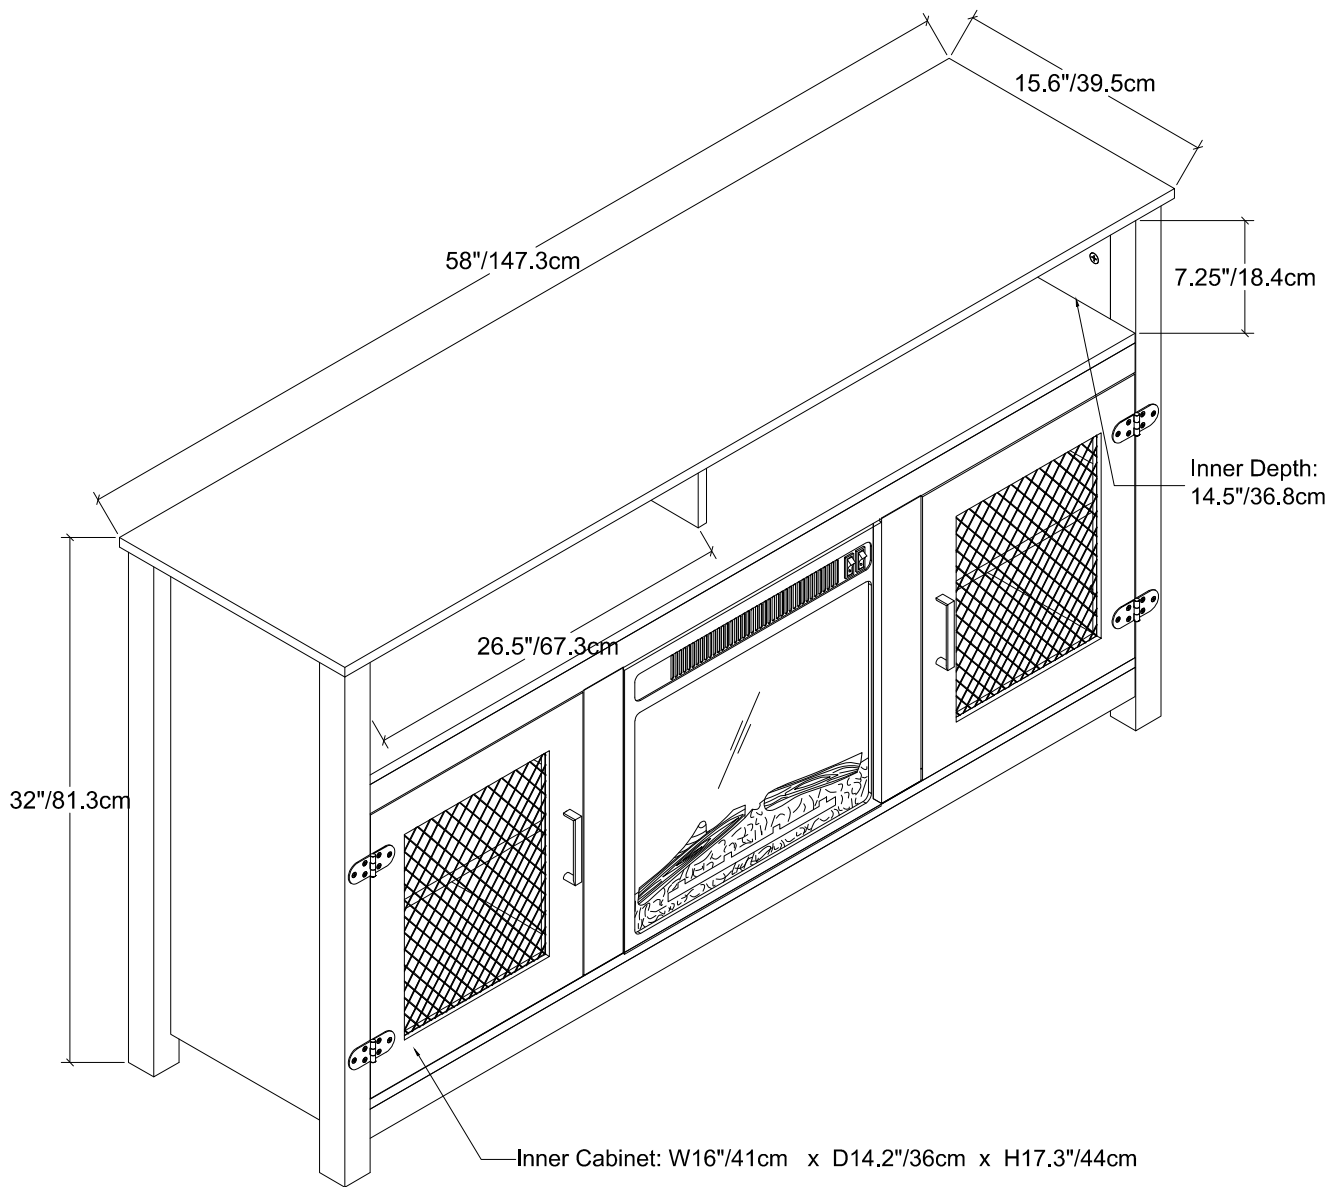 15.6"/39.5cm
58"/147.3cm
7.25"/18.4cm
Inner Depth:
14.5"/36.8cm
26.5"/67.3cm
32"/81.3cm
Inner Cabinet: W16"/41cm x D14.2"/36cm x H17.3"/44cm